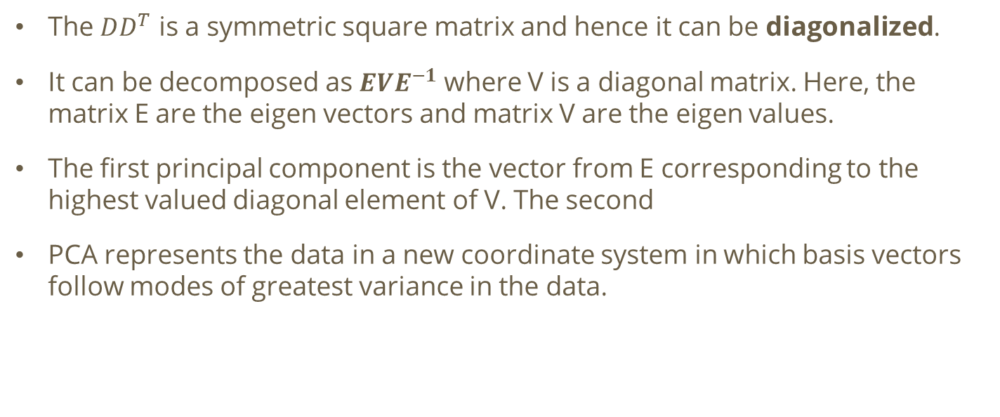 • The DDᵀ is a symmetric square matrix and hence it can be diagonalized.
• It can be decomposed as EVE⁻¹ where V is a diagonal matrix. Here, the
matrix E are the eigen vectors and matrix V are the eigen values.
• The first principal component is the vector from E corresponding to the
highest valued diagonal element of V. The second
• PCA represents the data in a new coordinate system in which basis vectors
follow modes of greatest variance in the data.